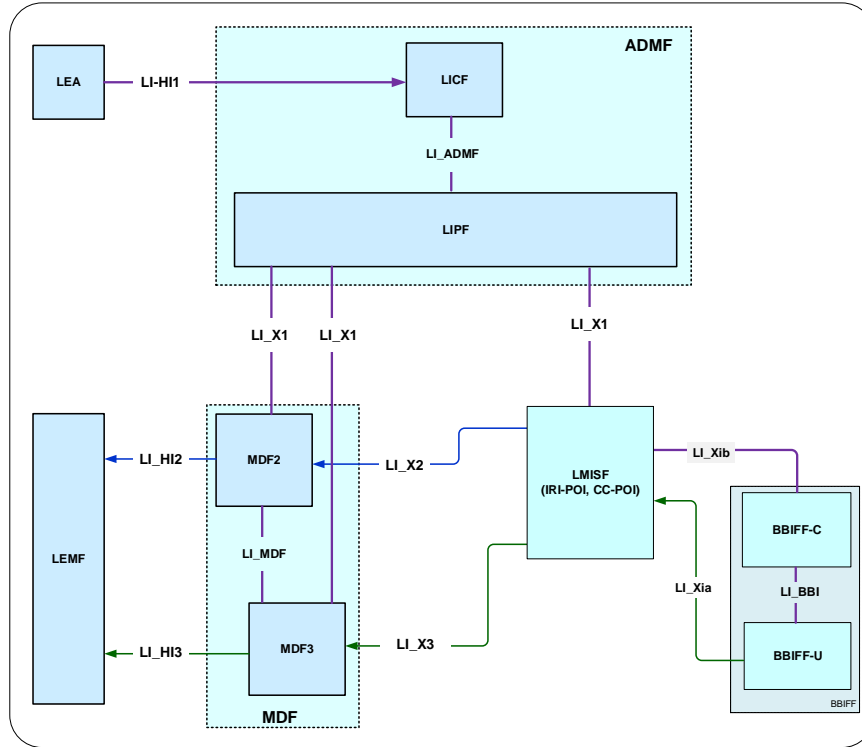 ADMF
LEA
LI-HI1
LICF
LI_ADMF
LIPF
LI_X1
LI_X1
LI_X1
LMISF
(IRI-POI, CC-POI)
LI_Xib
LI_HI2
MDF2
LI_X2
BBIFF-C
LI_MDF
LEMF
LI_Xia
LI_BBI
LI_HI3
MDF3
LI_X3
BBIFF-U
BBIFF
MDF